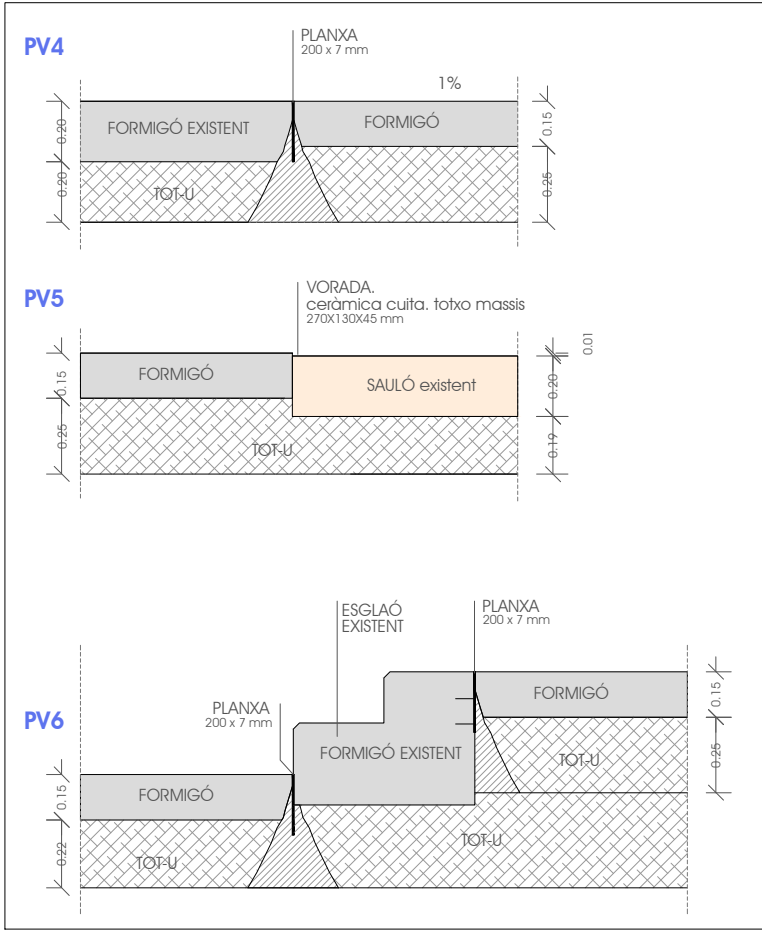 PV4
PLANXA
200 x 7 mm
1%
FORMIGÓ EXISTENT
FORMIGÓ
0.20
0.15
TOT-U
0.20
0.25
PV5
VORADA.
ceràmica cuita. totxo massis
270X130X45 mm
0.01
FORMIGÓ
SAULÓ existent
0.15
0.20
TOT-U
0.25
0.19
ESGLAÓ
EXISTENT
PLANXA
200 x 7 mm
PV6
PLANXA
200 x 7 mm
FORMIGÓ
0.15
FORMIGÓ EXISTENT
TOT-U
0.25
FORMIGÓ
0.15
TOT-U
TOT-U
0.22